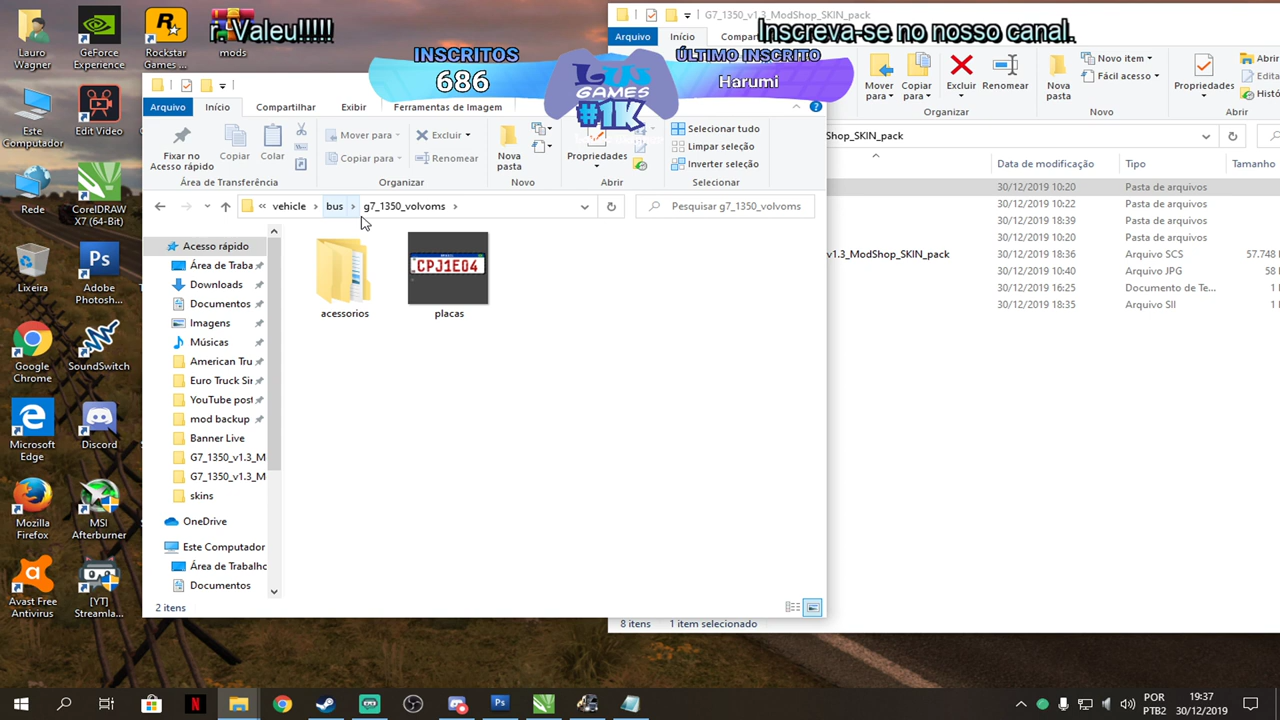 Lauro Wagner
GeForce Experience
Rockstar Games ...
mods
Este Computador
Edit Video
Rede
CorelDRAW X7 (64-Bit)
Lixeira
Adobe Photosh...
Google Chrome
SoundSwitch
Microsoft Edge
Discord
Mozilla Firefox
MSI Afterburner
Avast Free Antivirus
[YT] Streamla...
Valeu!!!!!
Inscreva-se no nosso canal.
INSCRITOS
686
LWS GAMES
#1K
ÚLTIMO INSCRITO
Harumi
Arquivo
Início
Compartilhar
Exibir
Ferramentas de Imagem
Fixar no Acesso rápido
Copiar
Colar
Mover para
Copiar para
Excluir
Renomear
Nova pasta
Propriedades
Selecionar tudo
Limpar seleção
Inverter seleção
Área de Transferência
Organizar
Novo
Abrir
Selecionar
« vehicle › bus › g7_1350_volvoms ›
Pesquisar g7_1350_volvoms
Acesso rápido
Área de Traba
Downloads
Documentos
Imagens
Músicas
American Tru
Euro Truck Sir
YouTube post
mod backup
Banner Live
G7_1350_v1.3_M
G7_1350_v1.3_M
skins
OneDrive
Este Computador
Área de Trabalho
Documentos
CPJ1E04
acessorios
placas
2 itens
G7_1350_v1.3_ModShop_SKIN_pack
Arquivo
Início
Compar
Mover para
Copiar para
Excluir
Renomear
Nova pasta
Novo item
Fácil acesso
Propriedades
Abrir
Edita
Histó
Organizar
Novo
Abrir
Shop_SKIN_pack
Data de modificação Tipo Tamanho
30/12/2019 10:20 Pasta de arquivos
30/12/2019 10:22 Pasta de arquivos
30/12/2019 18:39 Pasta de arquivos
30/12/2019 10:20 Pasta de arquivos
v1.3_ModShop_SKIN_pack 30/12/2019 18:36 Arquivo SCS 57.748
30/12/2019 10:40 Arquivo JPG 58
30/12/2019 16:25 Documento de Te... 1
30/12/2019 18:35 Arquivo SII 1
8 itens 1 item selecionado
POR
PTB2
19:37
30/12/2019